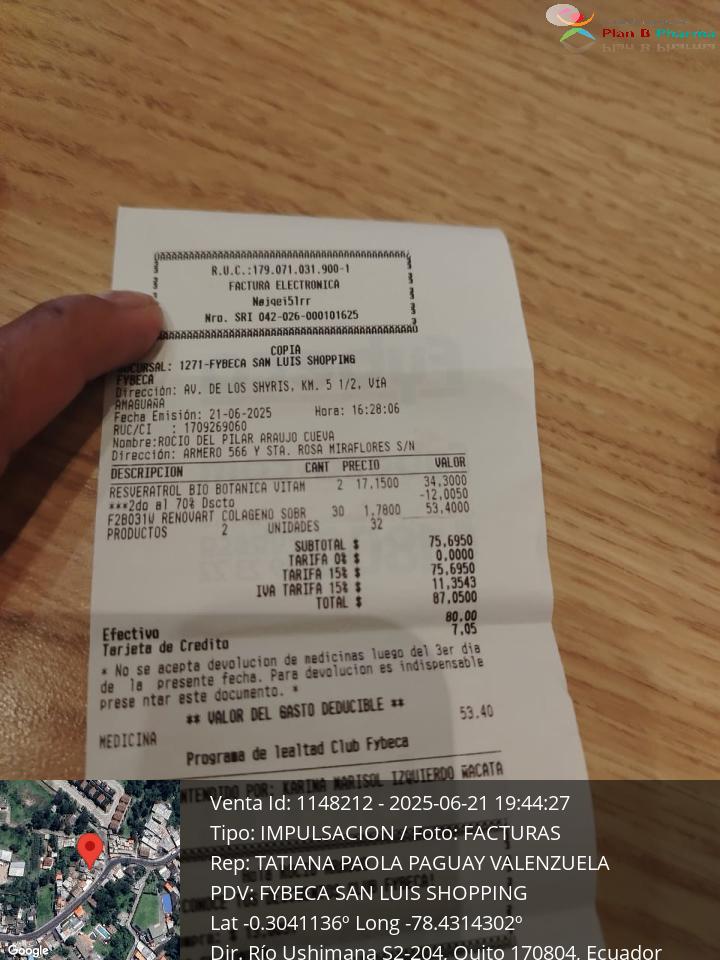 Plan B Pharma
R.U.C.:179.071.031.900-1
FACTURA ELECTRONICA
Nøjqei51rr
Nro. SRI 042-026-000101625
COPIA
SUCURSAL: 1271-FYBECA SAN LUIS SHOPPING
FYBECA
Dirección: AV. DE LOS SHYRIS, KM. 5 1/2, VíA
AMAGUAÑA
Fecha Emisión: 21-06-2025 Hora: 16:28:06
RUC/CI : 1709269060
Nombre:ROCIO DEL PILAR ARAUJO CUEVA
Dirección: ARMERO 566 Y STA. ROSA MIRAFLORES S/N
DESCRIPCION CANT PRECIO VALOR
RESVERATROL BIO BOTANICA VITAM 2 17,1500 34,3000
***2do al 70% Dscto -12,0050
F2B031W RENOVART COLAGENO SOBR 30 1,7800 53,4000
PRODUCTOS 2 UNIDADES 32
SUBTOTAL $ 75,6950
TARIFA 0% $ 0,0000
TARIFA 15% $ 75,6950
IVA TARIFA 15% $ 11,3543
TOTAL $ 87,0500
Efectivo 80.00
Tarjeta de Credito 7,05
* No se acepta devolucion de medicinas luego del 3er dia
de la presente fecha. Para devolucion es indispensable
prese ntar este documento. *
** VALOR DEL GASTO DEDUCIBLE **
MEDICINA 53.40
Programa de lealtad Club Fybeca
NTENDIDO POR: KARINA MARISOL IZQUIERDO ÑACATA
Venta Id: 1148212 - 2025-06-21 19:44:27
Tipo: IMPULSACION / Foto: FACTURAS
Rep: TATIANA PAOLA PAGUAY VALENZUELA
PDV: FYBECA SAN LUIS SHOPPING
Lat -0.3041136º Long -78.4314302º
Dir. Río Ushimana S2-204, Quito 170804, Ecuador
Google